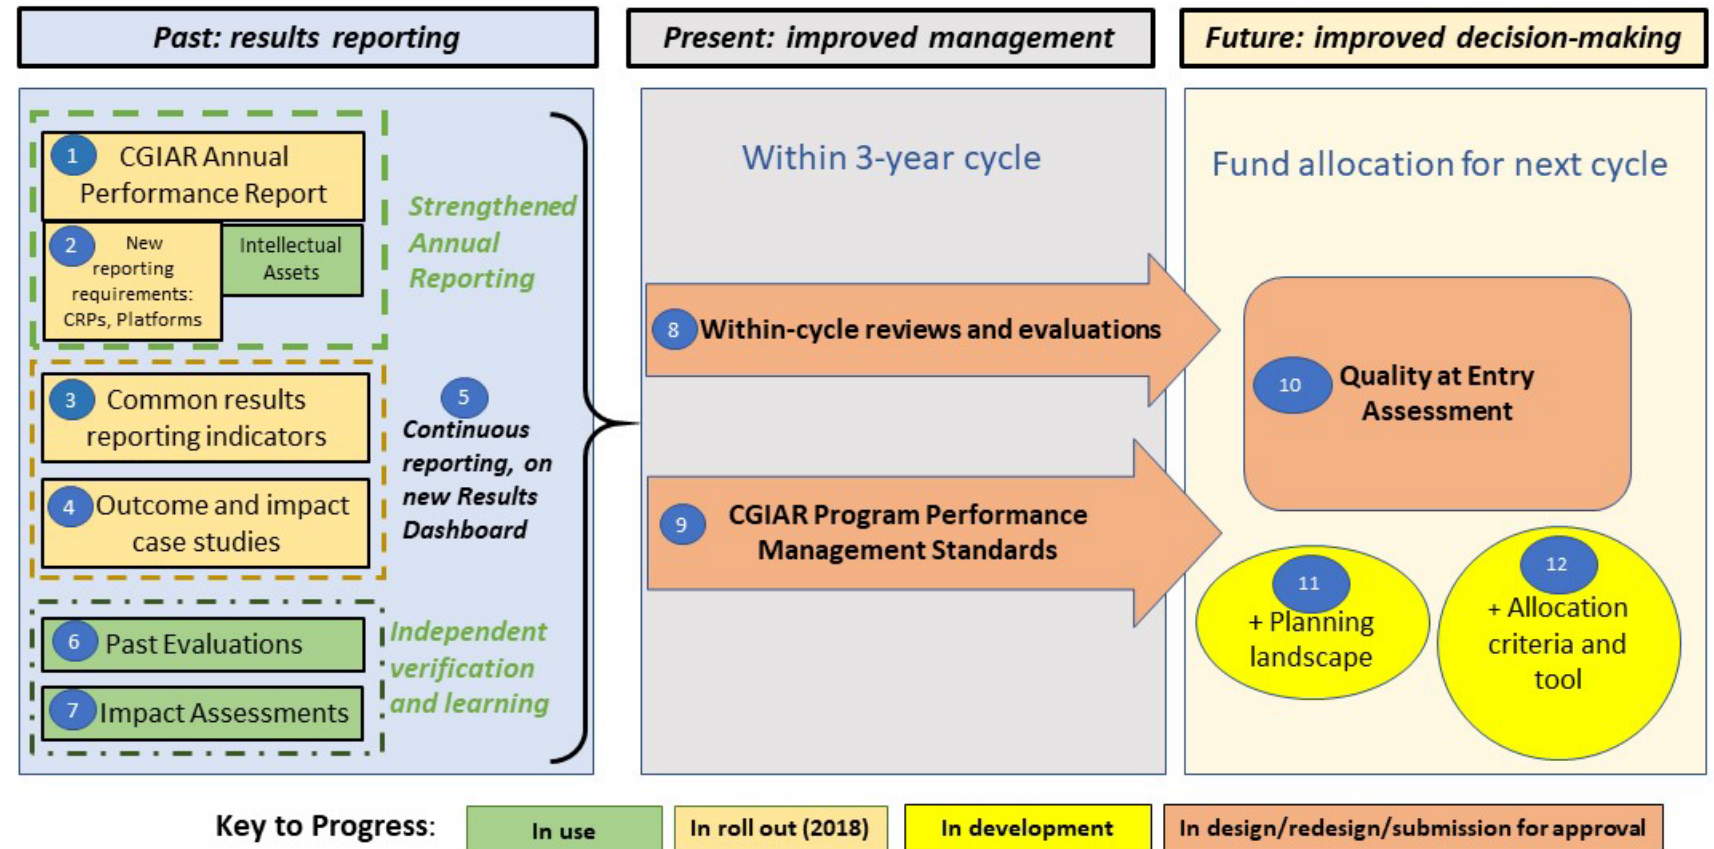 Past: results reporting
Present: improved management
Future: improved decision-making
1
CGIAR Annual
Performance Report
2
New
reporting
requirements:
CRPs, Platforms
Intellectual
Assets
Strengthened
Annual
Reporting
3
Common results
reporting indicators
4
Outcome and impact
case studies
5
Continuous
reporting, on
new Results
Dashboard
6
Past Evaluations
7
Impact Assessments
Independent
verification
and learning
Within 3-year cycle
8
Within-cycle reviews and evaluations
9
CGIAR Program Performance
Management Standards
Fund allocation for next cycle
10
Quality at Entry
Assessment
11
+ Planning
landscape
12
+ Allocation
criteria and
tool
Key to Progress:
In use
In roll out (2018)
In development
In design/redesign/submission for approval